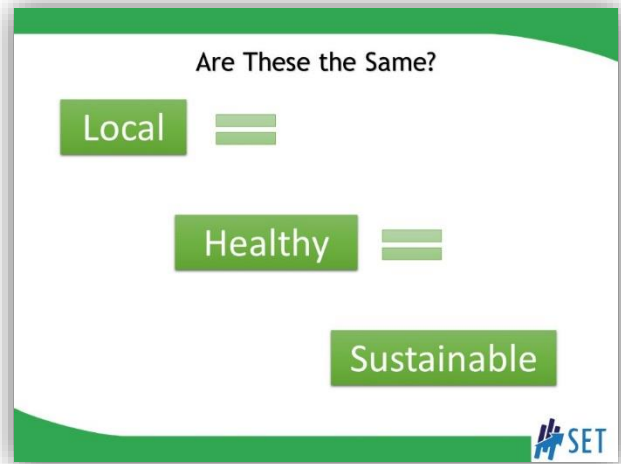 Are These the Same?
Local =
Healthy =
Sustainable
SET